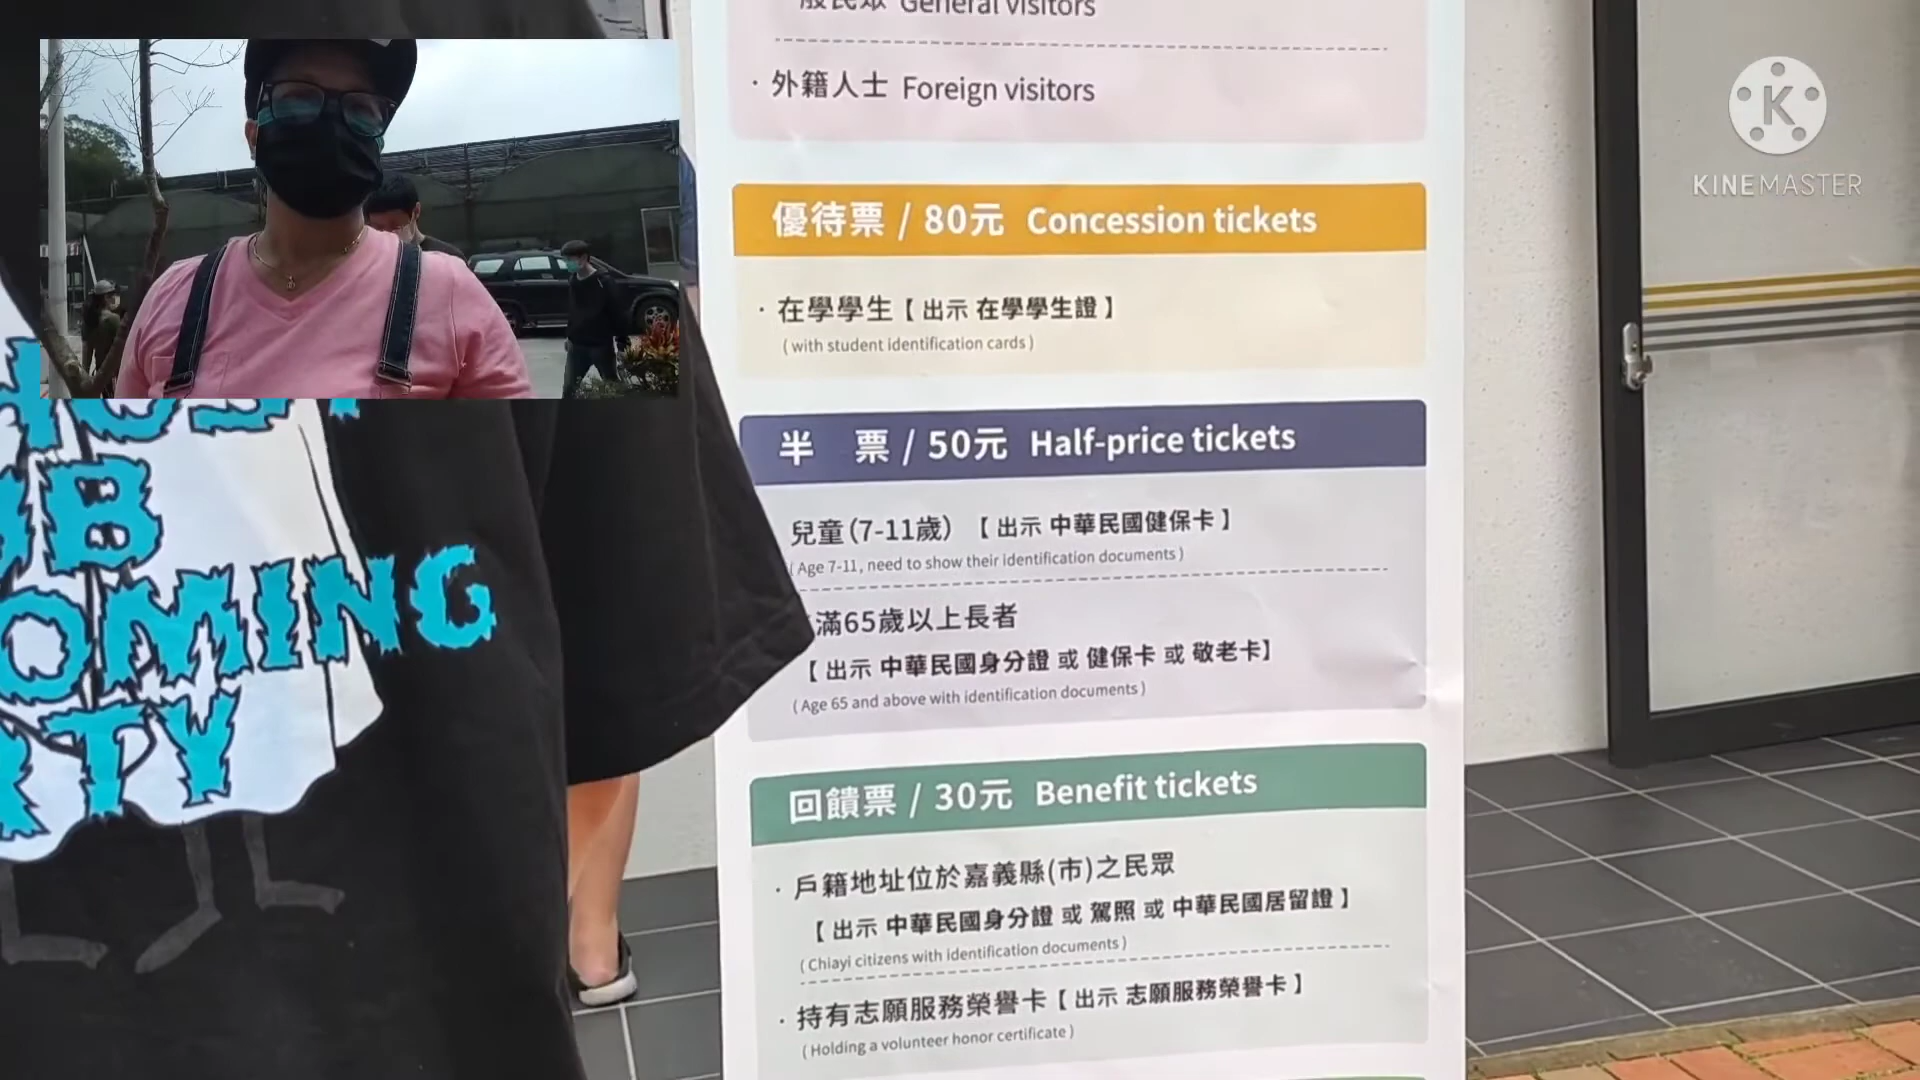 般民眾 General visitors
· 外籍人士 Foreign visitors
K
KINEMASTER
優待票 / 80元 Concession tickets
· 在學學生【 出示 在學學生證 】
( with student identification cards )
半 票 / 50元 Half-price tickets
兒童(7-11歲) 【 出示 中華民國健保卡 】
( Age 7-11, need to show their identification documents )
滿65歲以上長者
【 出示 中華民國身分證 或 健保卡 或 敬老卡】
( Age 65 and above with identification documents )
回饋票 / 30元 Benefit tickets
· 戶籍地址位於嘉義縣(市)之民眾
【 出示 中華民國身分證 或 駕照 或 中華民國居留證 】
( Chiayi citizens with identification documents )
· 持有志願服務榮譽卡【 出示 志願服務榮譽卡 】
( Holding a volunteer honor certificate )
OMING